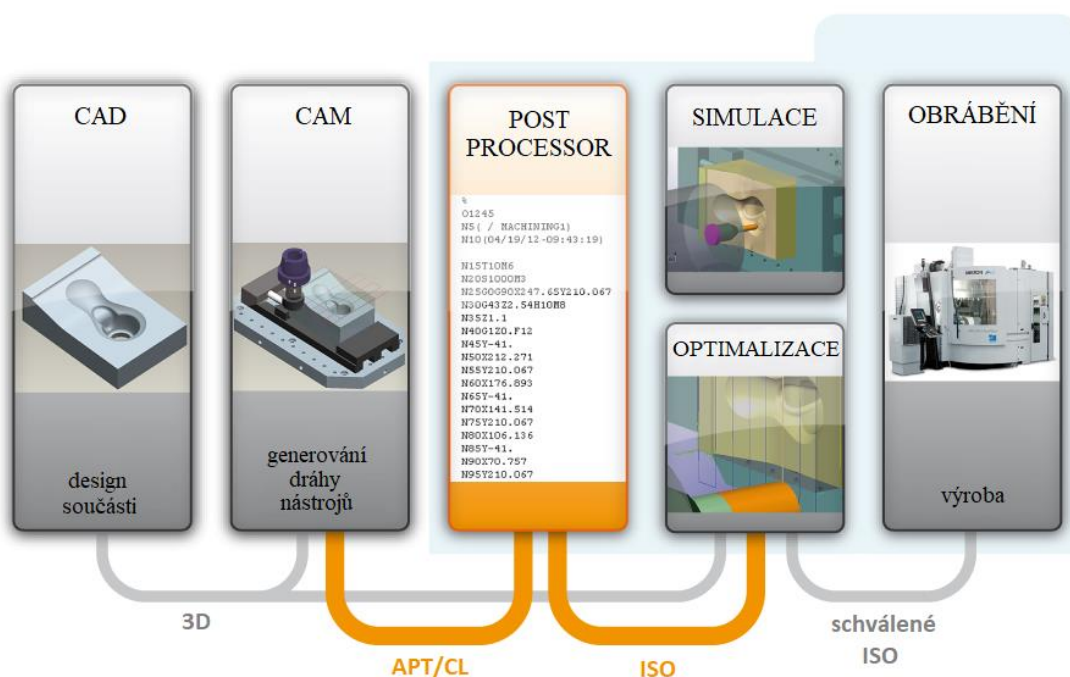 CAD
design
součásti
CAM
generování
dráhy
nástrojů
POST
PROCESSOR
%
O1245
N5( / MACHINING1)
N10(04/19/12-09:43:19)
N15T10M6
N20S1000M3
N25G0G90X247.65Y210.067
N30G43Z2.54H10M8
N35Z1.1
N40G1Z0.F12
N45Y-41.
N50X212.271
N55Y210.067
N60X176.893
N65Y-41.
N70X141.514
N75Y210.067
N80X106.136
N85Y-41.
N90X70.757
N95Y210.067
SIMULACE
OPTIMALIZACE
OBRÁBĚNÍ
výroba
3D
APT/CL
ISO
schválené
ISO